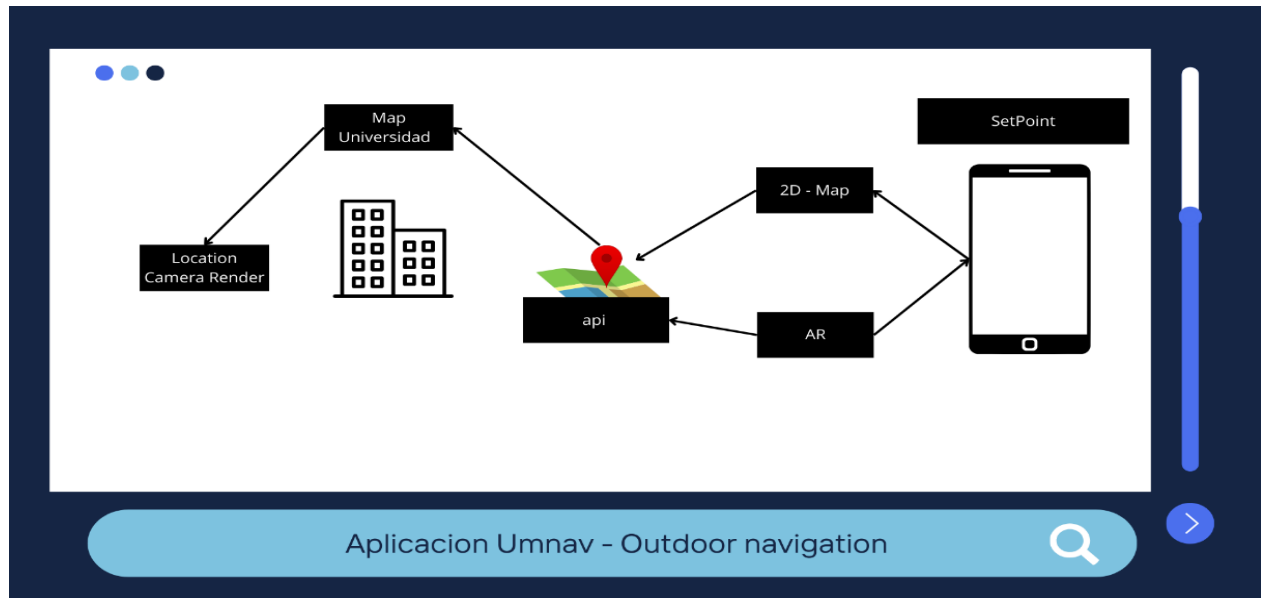 Map
Universidad
SetPoint
2D - Map
Location
Camera Render
api
AR
Aplicacion Umnav - Outdoor navigation